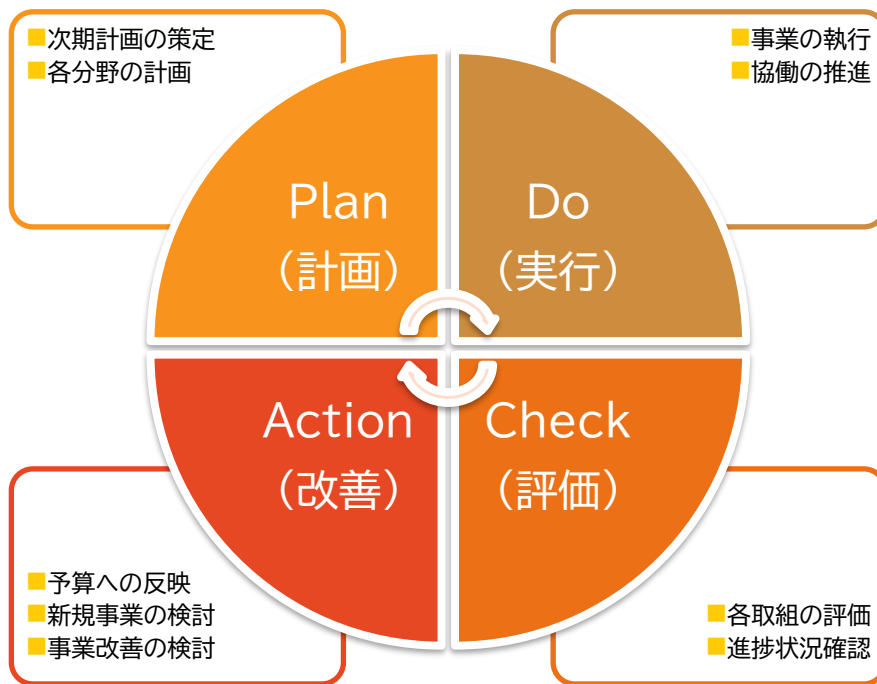 ■次期計画の策定
■各分野の計画
■事業の執行
■協働の推進
Plan
（計画）
Do
（実行）
Action
（改善）
Check
（評価）
■予算への反映
■新規事業の検討
■事業改善の検討
■各取組の評価
■進捗状況確認